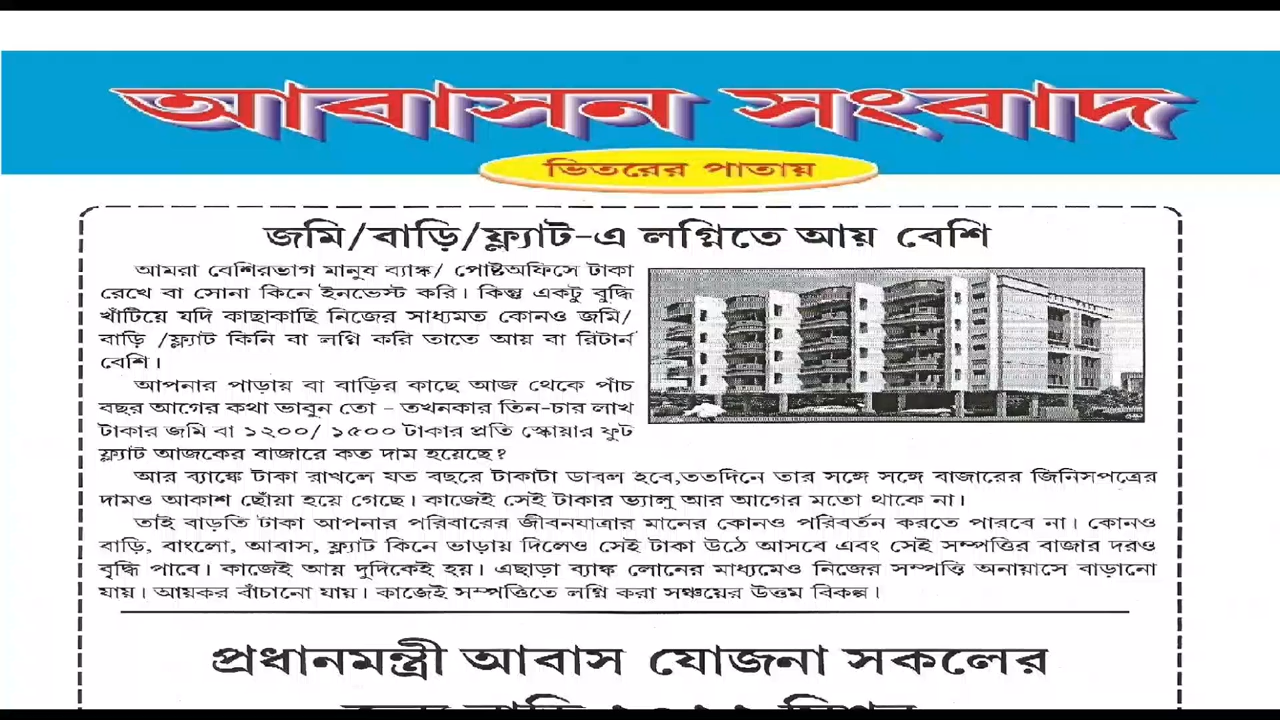 আবাসন সংবাদ
ভিতরের পাতায়
জমি/বাড়ি/ফ্ল্যাট-এ লগ্নিতে আয় বেশি
আমরা বেশিরভাগ মানুষ ব্যাঙ্ক/ পোষ্টঅফিসে টাকা
রেখে বা সোনা কিনে ইনভেস্ট করি। কিন্তু একটু বুদ্ধি
খাঁটিয়ে যদি কাছাকাছি নিজের সাধ্যমত কোনও জমি/
বাড়ি /ফ্ল্যাট কিনি বা লগ্নি করি তাতে আয় বা রিটার্ন
বেশি।
আপনার পাড়ায় বা বাড়ির কাছে আজ থেকে পাঁচ
বছর আগের কথা ভাবুন তো – তখনকার তিন-চার লাখ
টাকার জমি বা ১২০০/ ১৫০০ টাকার প্রতি স্কোয়ার ফুট
ফ্ল্যাট আজকের বাজারে কত দাম হয়েছে?
আর ব্যাঙ্কে টাকা রাখলে যত বছরে টাকাটা ডাবল হবে,ততদিনে তার সঙ্গে সঙ্গে বাজারের জিনিসপত্রের
দামও আকাশ ছোঁয়া হয়ে গেছে। কাজেই সেই টাকার ভ্যালু আর আগের মতো থাকে না।
তাই বাড়তি টাকা আপনার পরিবারের জীবনযাত্রার মানের কোনও পরিবর্তন করতে পারবে না। কোনও
বাড়ি, বাংলো, আবাস, ফ্ল্যাট কিনে ভাড়ায় দিলেও সেই টাকা উঠে আসবে এবং সেই সম্পত্তির বাজার দরও
বৃদ্ধি পাবে। কাজেই আয় দুদিকেই হয়। এছাড়া ব্যাঙ্ক লোনের মাধ্যমেও নিজের সম্পত্তি অনায়াসে বাড়ানো
যায়। আয়কর বাঁচানো যায়। কাজেই সম্পত্তিতে লগ্নি করা সঞ্চয়ের উত্তম বিকল্প।
প্রধানমন্ত্রী আবাস যোজনা সকলের